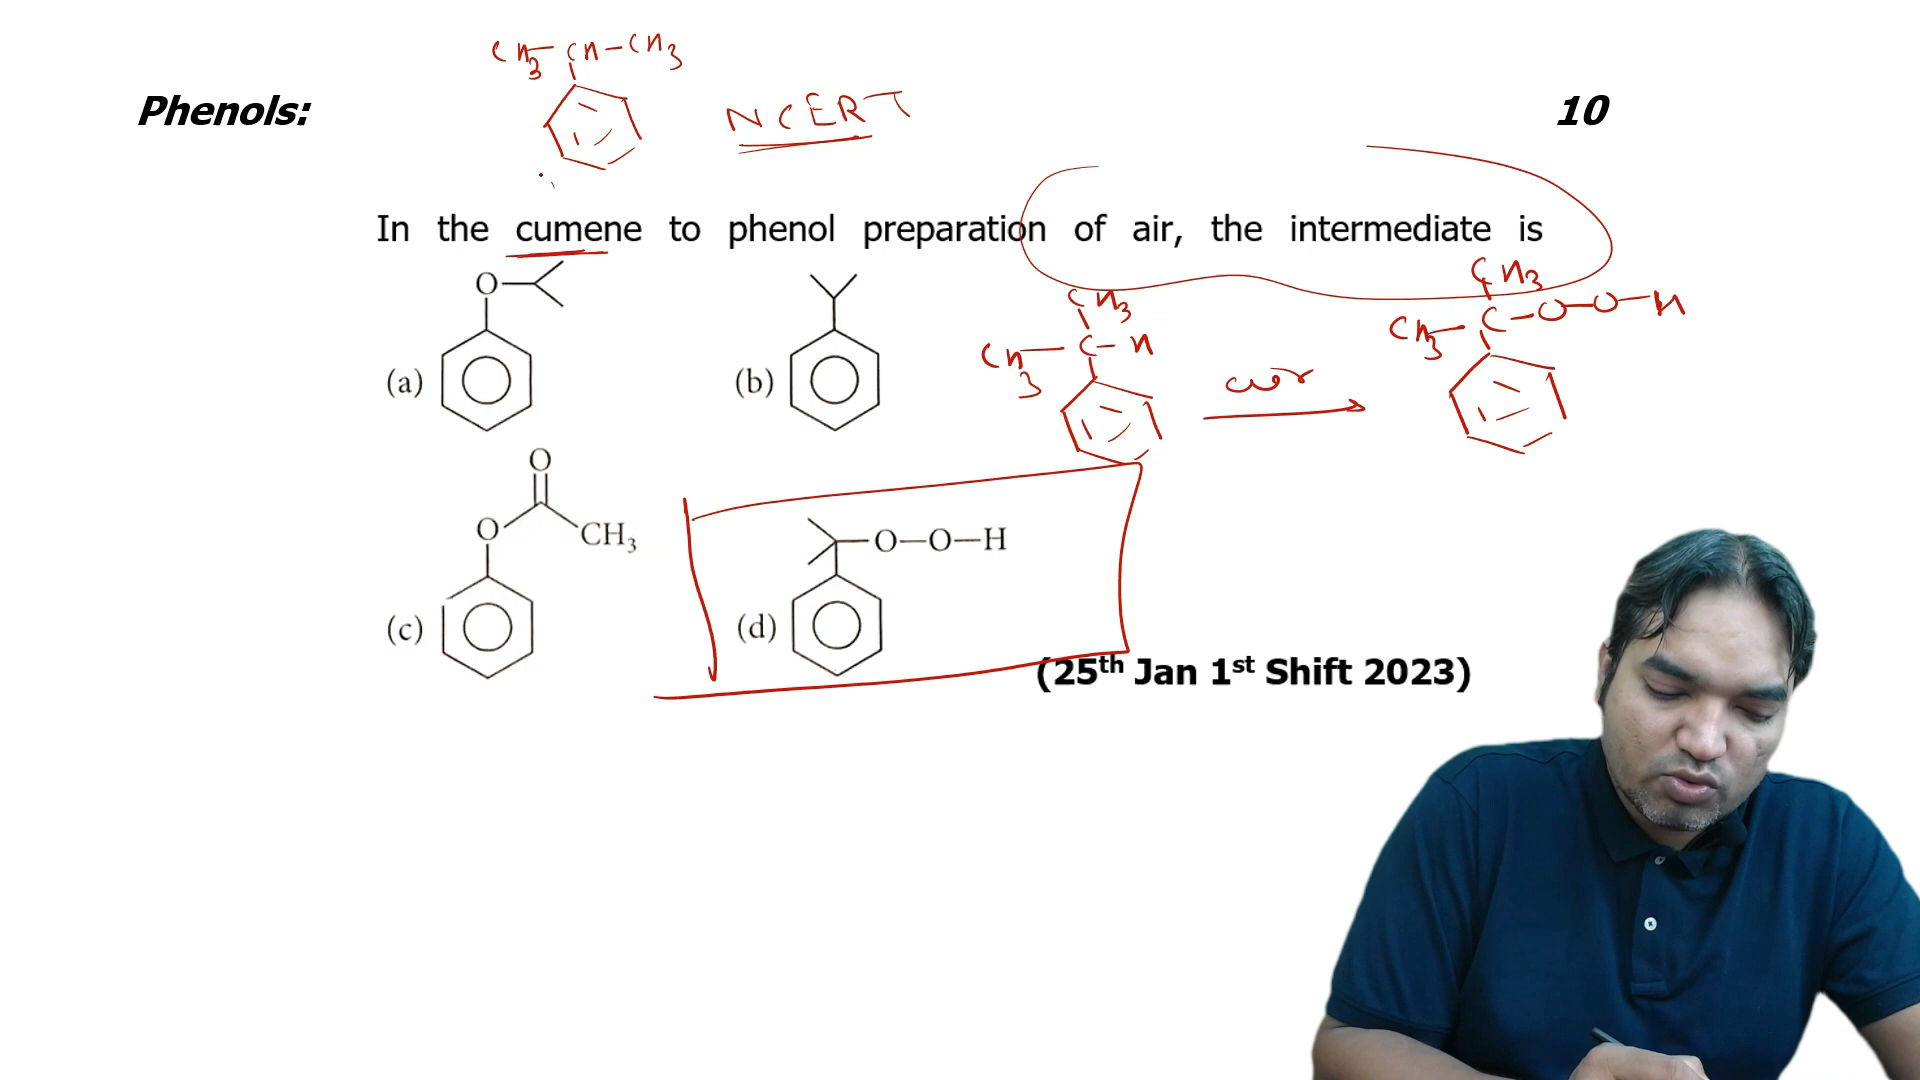 CH3-CH-CH3
Phenols:
NCERT
10
In the cumene to phenol preparation of air, the intermediate is
O
CH3
CH3
CH3-C-H
CH3-C-O-O-H
(a)
(b)
air
O
O
CH3
O-O-H
(c)
(d)
(25th Jan 1st Shift 2023)